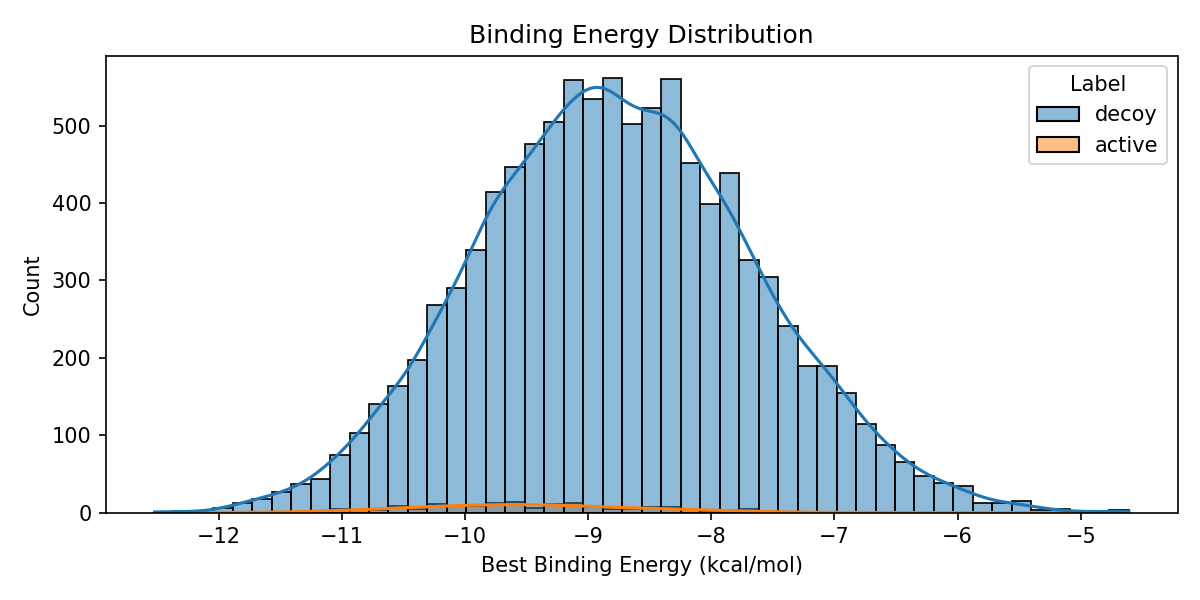 Binding Energy Distribution
Label
decoy
active
500
400
300
200
100
0
Count
−12
−11
−10
−9
−8
−7
−6
−5
Best Binding Energy (kcal/mol)